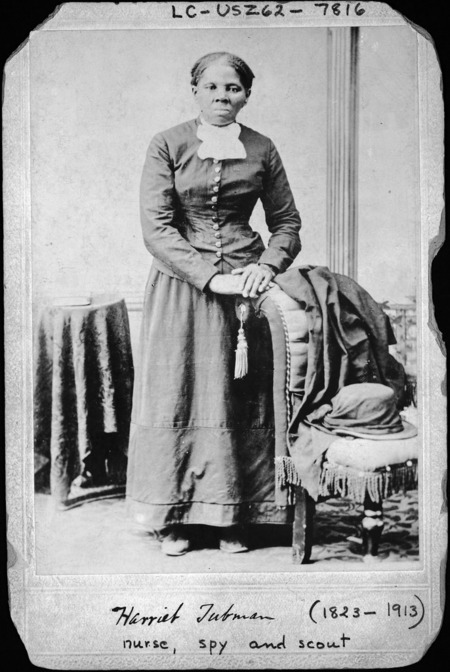 LC-USZ62-7816
Harriet Tubman (1823-1913)
nurse, spy and scout